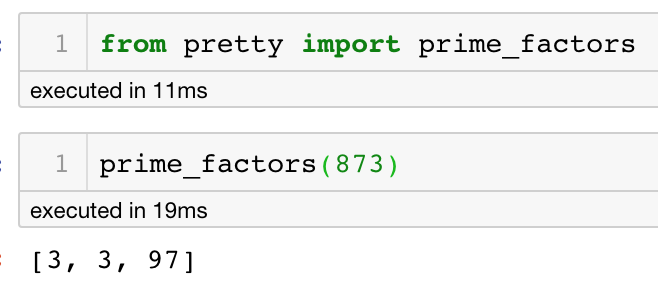 1 from pretty import prime_factors
executed in 11ms
1 prime_factors(873)
executed in 19ms
[3, 3, 97]